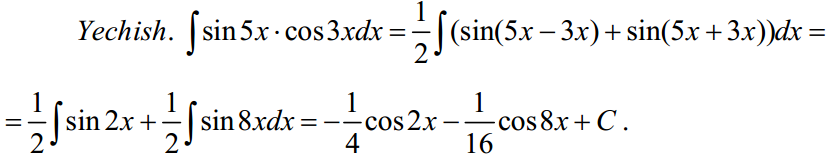 Yechish. ∫ sin 5x · cos 3xdx = 1/2 ∫ (sin(5x − 3x) + sin(5x + 3x))dx =
= 1/2 ∫ sin 2x + 1/2 ∫ sin 8xdx = − 1/4 cos 2x − 1/16 cos 8x + C .